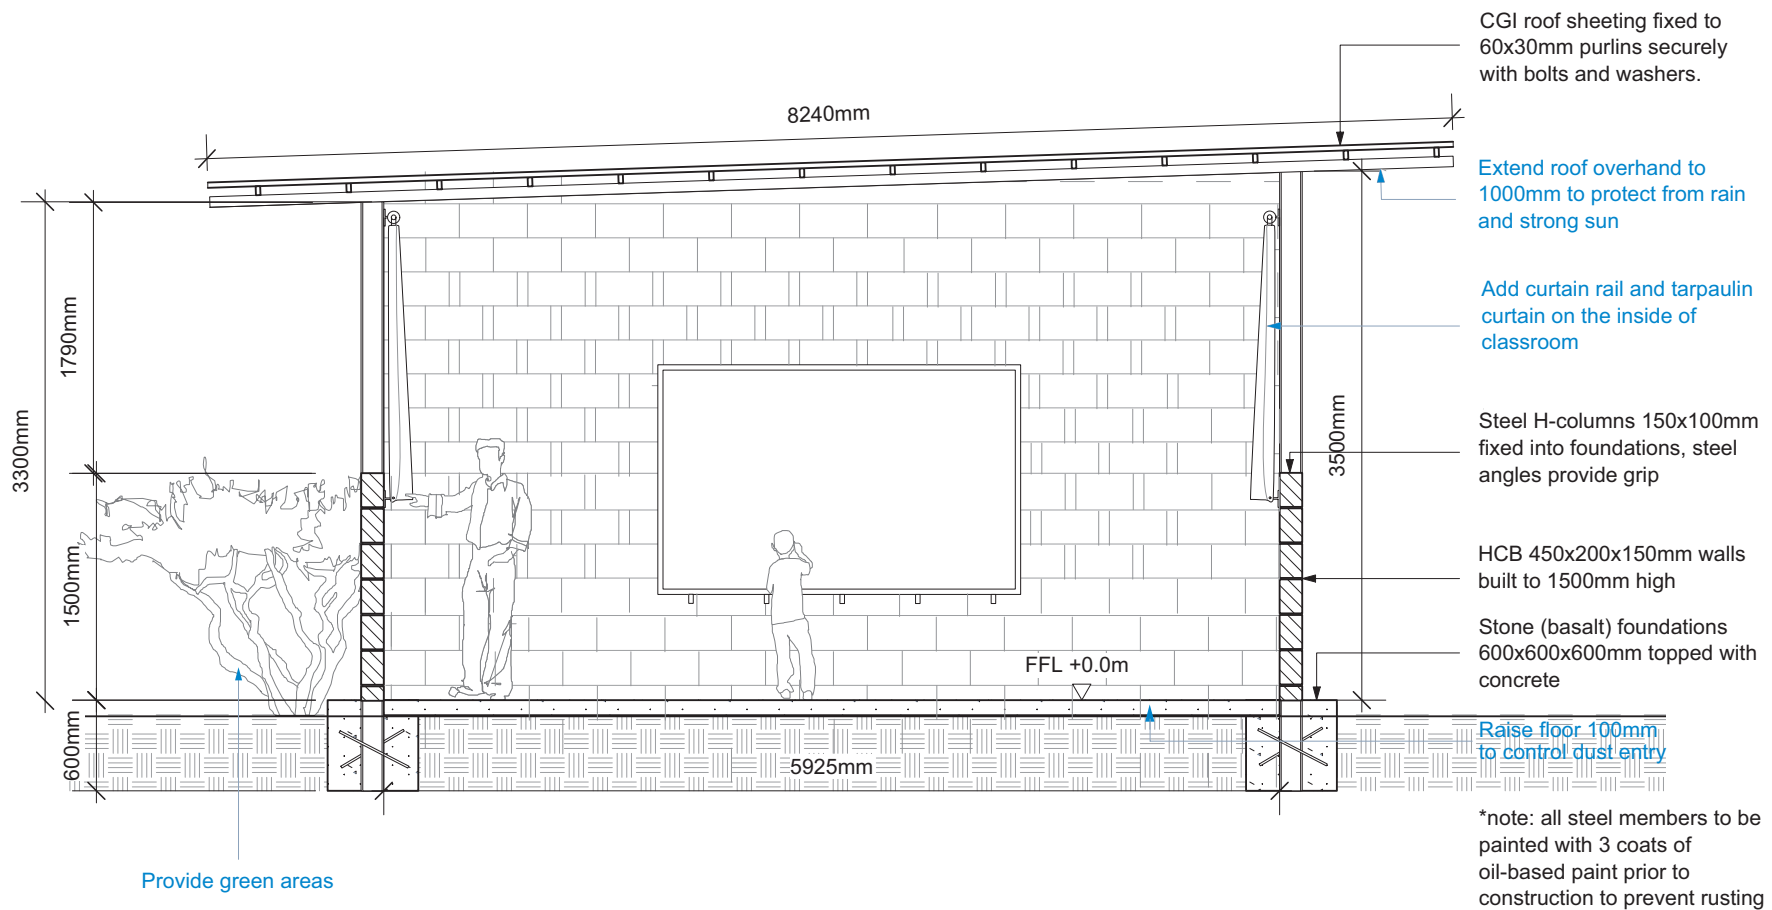 CGI roof sheeting fixed to
60x30mm purlins securely
with bolts and washers.
8240mm
Extend roof overhand to
1000mm to protect from rain
and strong sun
Add curtain rail and tarpaulin
curtain on the inside of
classroom
1790mm
3300mm
3500mm
Steel H-columns 150x100mm
fixed into foundations, steel
angles provide grip
1500mm
HCB 450x200x150mm walls
built to 1500mm high
Stone (basalt) foundations
600x600x600mm topped with
concrete
FFL +0.0m
600mm
5925mm
Raise floor 100mm
to control dust entry
*note: all steel members to be
painted with 3 coats of
oil-based paint prior to
construction to prevent rusting
Provide green areas